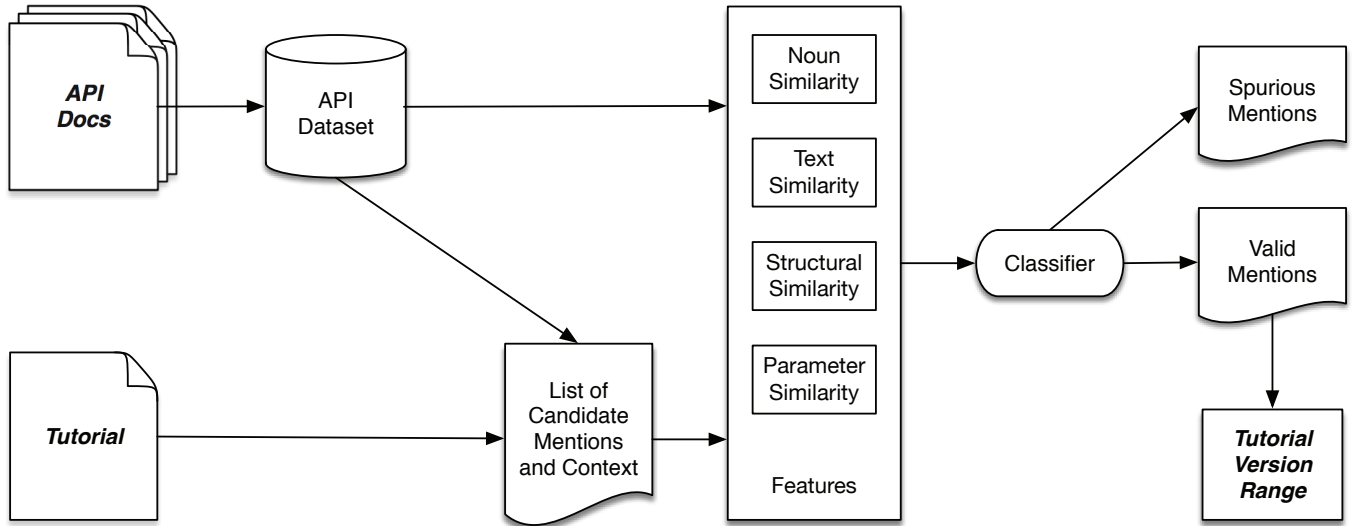 API
Docs
API
Dataset
Noun
Similarity
Text
Similarity
Structural
Similarity
Parameter
Similarity
Features
Classifier
Spurious
Mentions
Valid
Mentions
Tutorial
List of
Candidate
Mentions
and Context
Tutorial
Version
Range